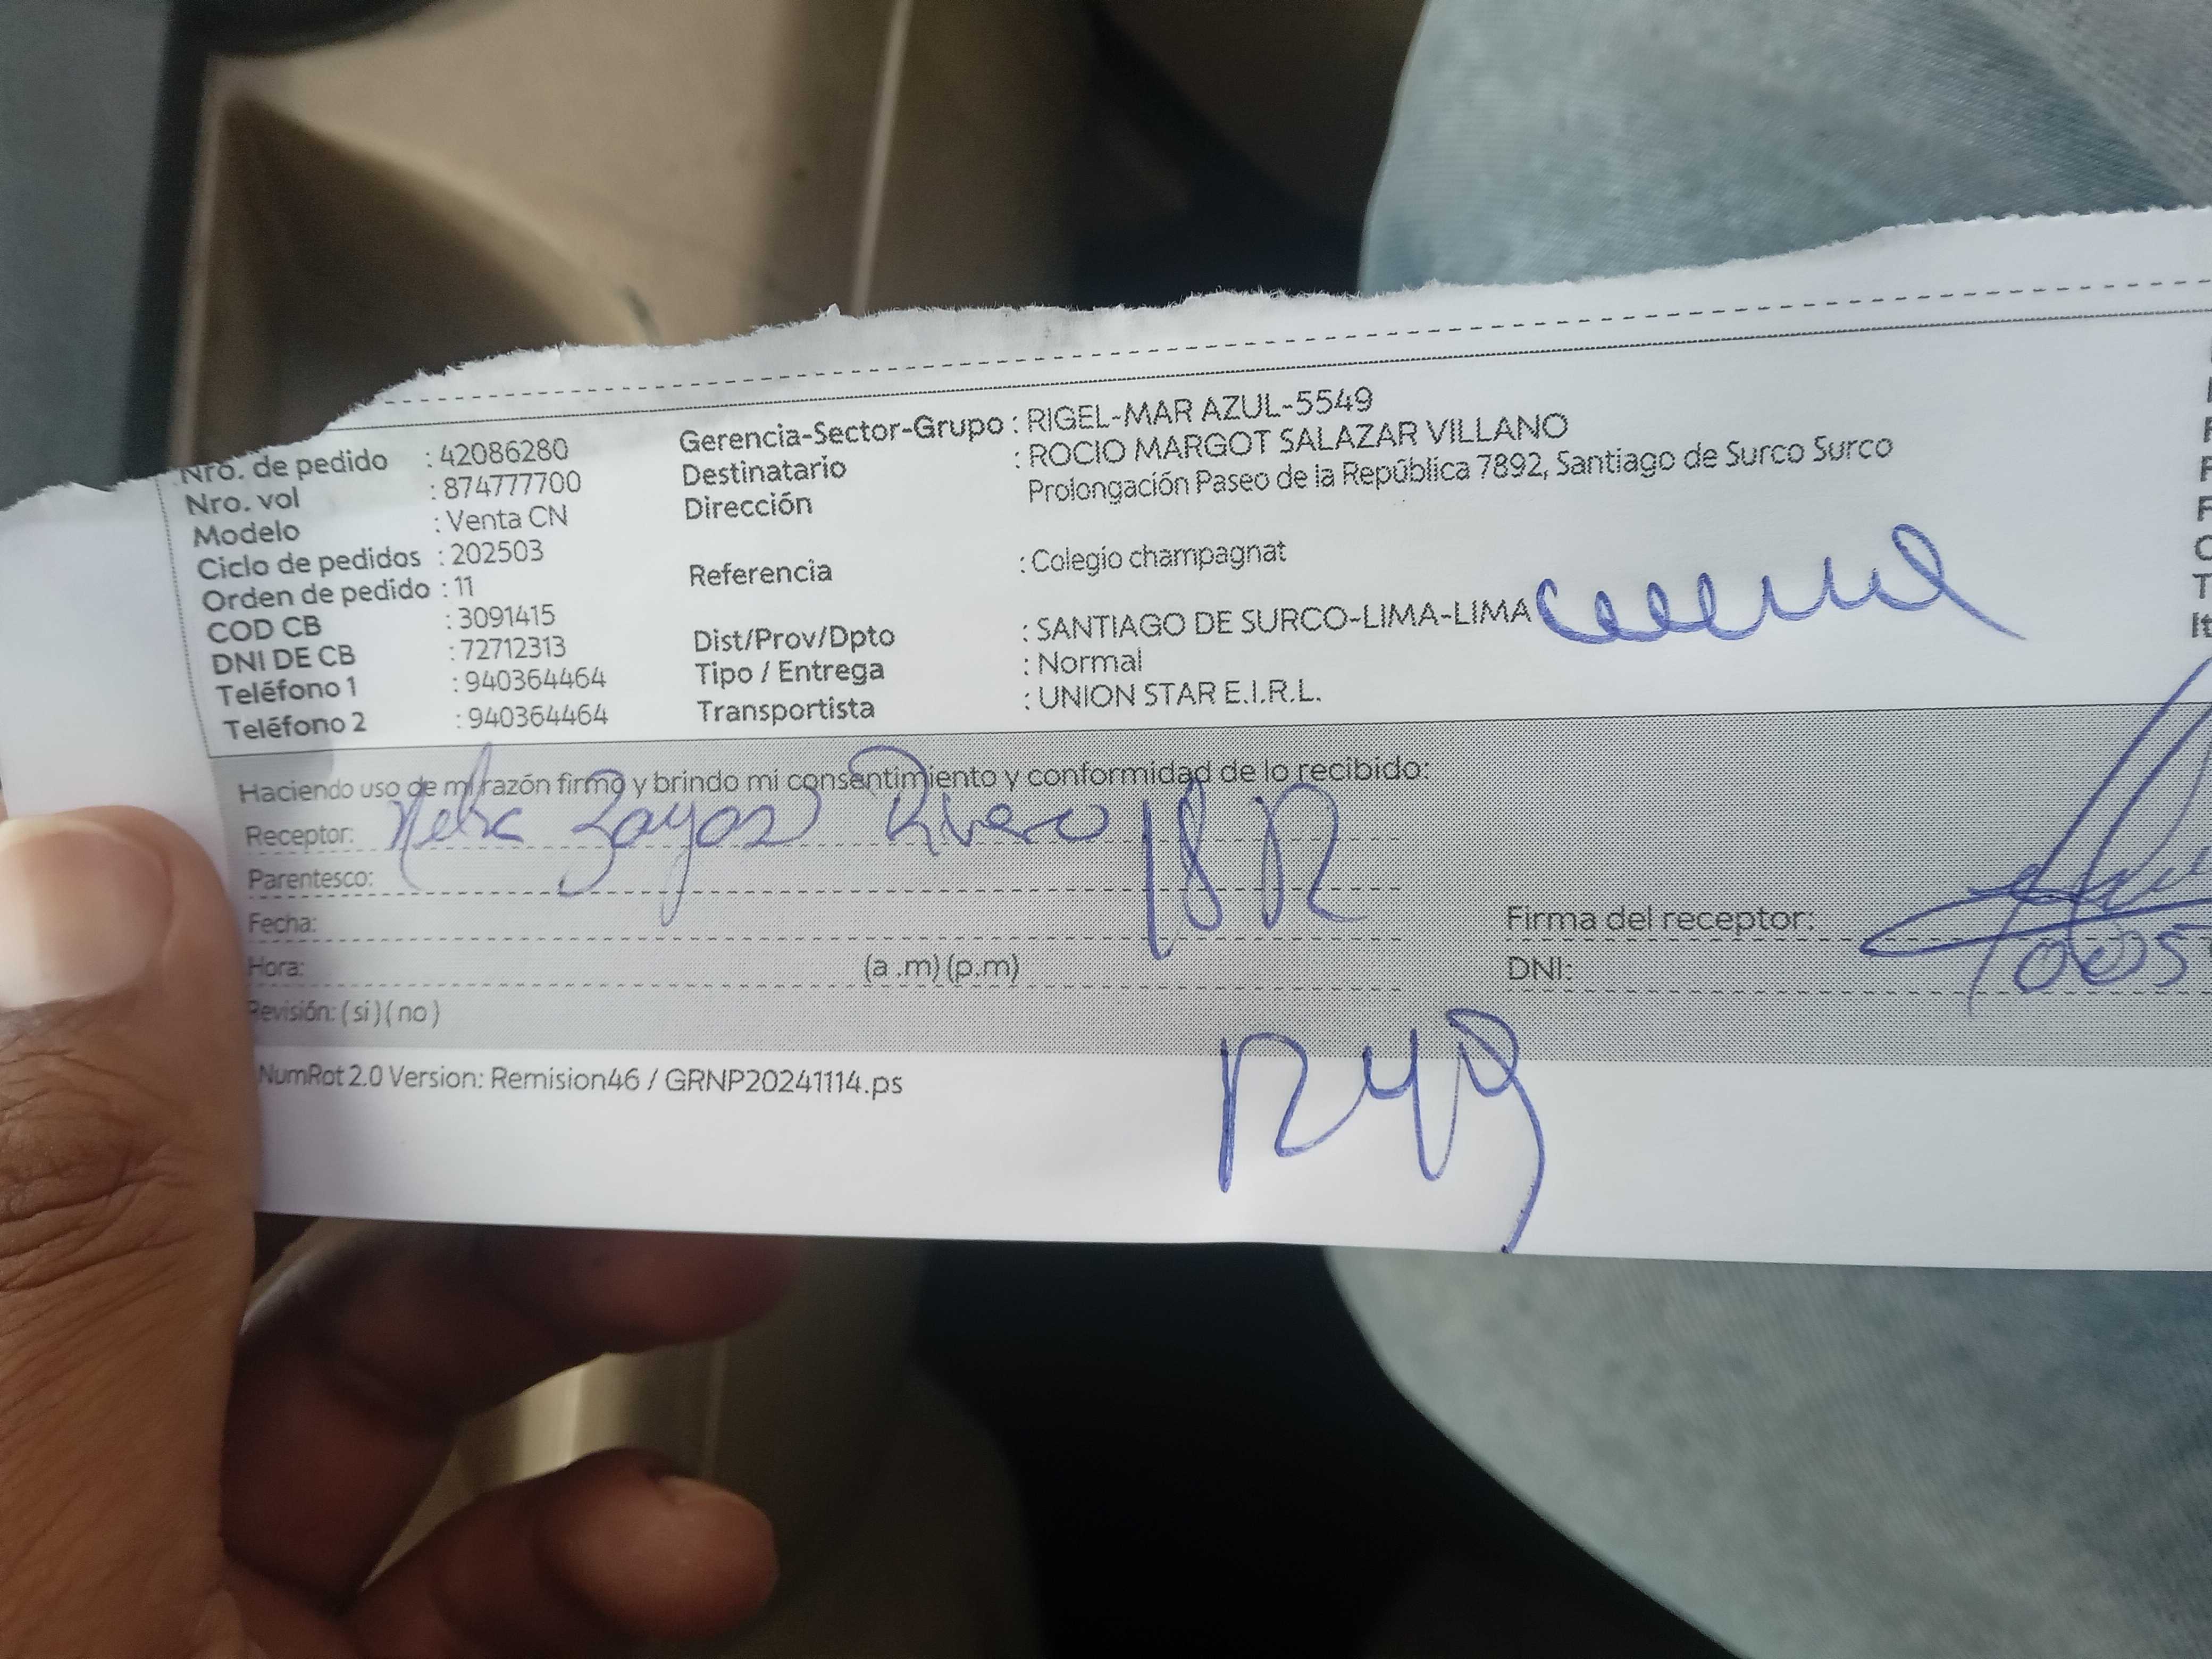 Nro. de pedido : 42086280
Nro. vol : 874777700
Modelo : Venta CN
Ciclo de pedidos : 202503
Orden de pedido : 11
COD CB : 3091415
DNI DE CB : 72712313
Teléfono 1 : 940364464
Teléfono 2 : 940364464
Gerencia-Sector-Grupo : RIGEL-MAR AZUL-5549
Destinatario : ROCIO MARGOT SALAZAR VILLANO
Dirección Prolongación Paseo de la República 7892, Santiago de Surco Surco
Referencia : Colegio champagnat
Dist/Prov/Dpto : SANTIAGO DE SURCO-LIMA-LIMA
Tipo / Entrega : Normal
Transportista : UNION STAR E.I.R.L.
Haciendo uso de mi razón firmo y brindo mi consentimiento y conformidad de lo recibido:
Receptor:
Parentesco:
Fecha:
Hora: (a .m) (p.m)
Revisión: ( si ) ( no )
Firma del receptor:
DNI:
NumRot 2.0 Version: Remision46 / GRNP20241114.ps